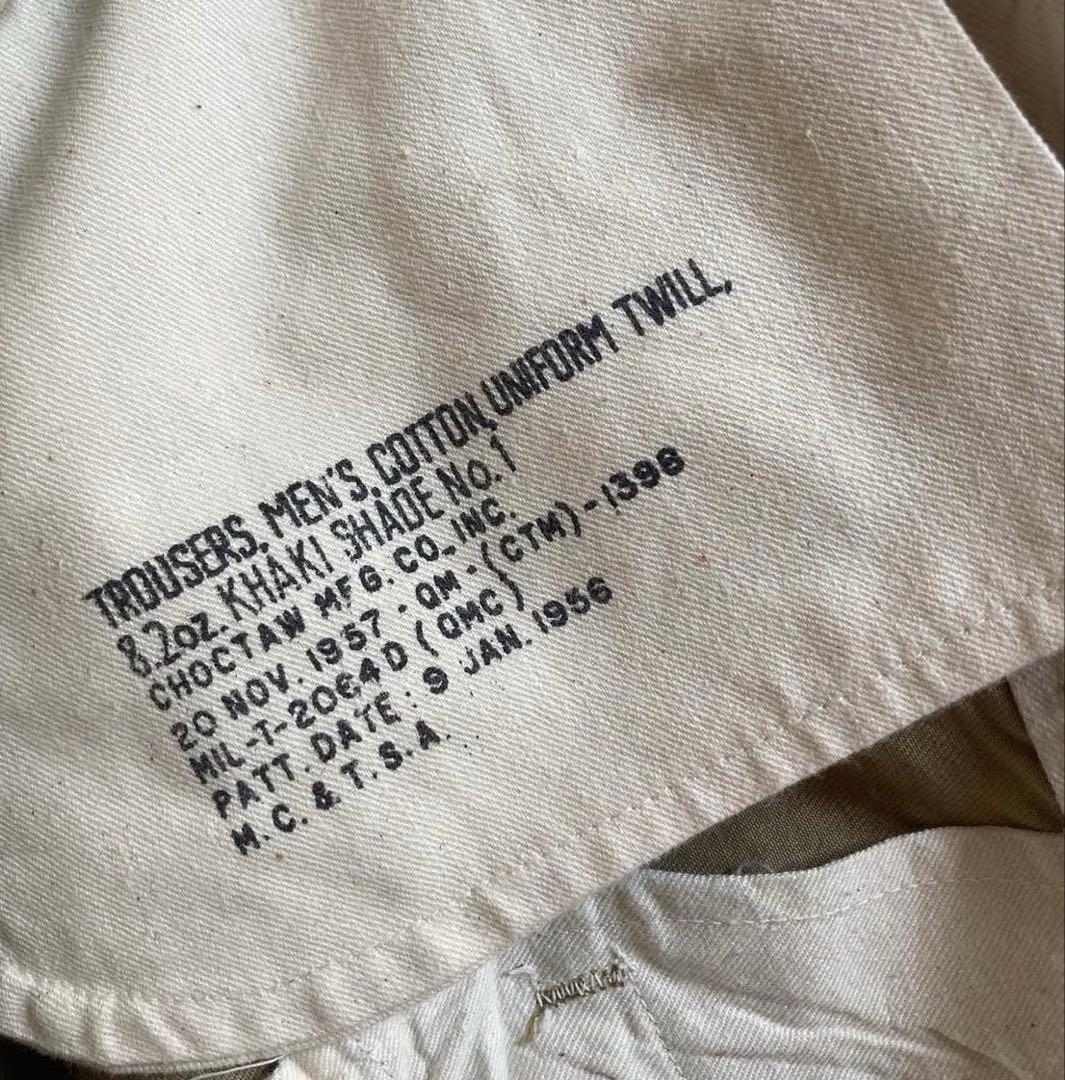 TROUSERS, MEN'S, COTTON, UNIFORM TWILL,
8.2oz. KHAKI SHADE No. 1
CHOCTAW MFG. CO., INC.
20 NOV. 1957 - QM - (CTM) - 1396
MIL-T-2064D (QMC)
PATT. DATE: 9 JAN. 1956
M. C. & T. S. A.